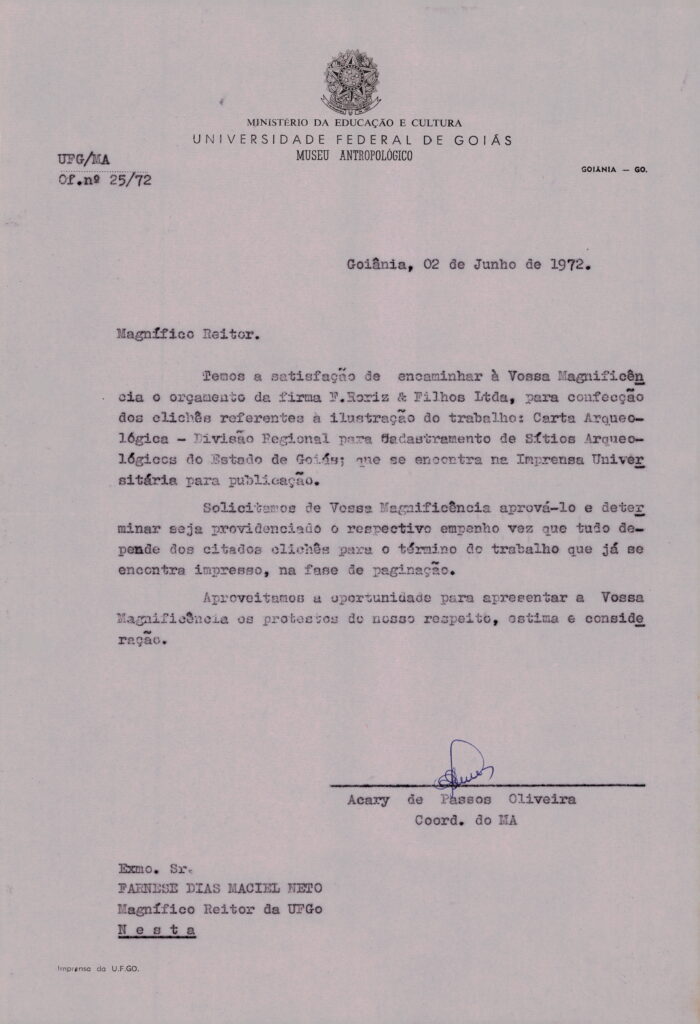 MINISTÉRIO DA EDUCAÇÃO E CULTURA
UNIVERSIDADE FEDERAL DE GOIÁS
MUSEU ANTROPOLÓGICO
UFG/MA
Of.nº 25/72
GOIÂNIA — GO.
Goiânia, 02 de Junho de 1972.
Magnífico Reitor.
Temos a satisfação de encaminhar à Vossa Magnificên
cia o orçamento da firma F.Roriz & Filhos Ltda, para confecção
dos clichês referentes à ilustração do trabalho: Carta Arqueo-
lógica - Divisão Regional para Cadastramento de Sítios Arqueo-
lógicos do Estado de Goiás; que se encontra na Imprensa Univer
sitária para publicação.
Solicitamos de Vossa Magnificência aprová-lo e deter
minar seja providenciado o respectivo empenho vez que tudo de-
pende dos citados clichês para o término do trabalho que já se
encontra impresso, na fase de paginação.
Aproveitamos a oportunidade para apresentar a Vossa
Magnificência os protestos de nosso respeito, estima e conside
ração.
Acary de Passos Oliveira
Coord. do MA
Exmo. Sr.
FARNESE DIAS MACIEL NETO
Magnífico Reitor da UFGo
N e s t a
Imprensa da U.F.GO.